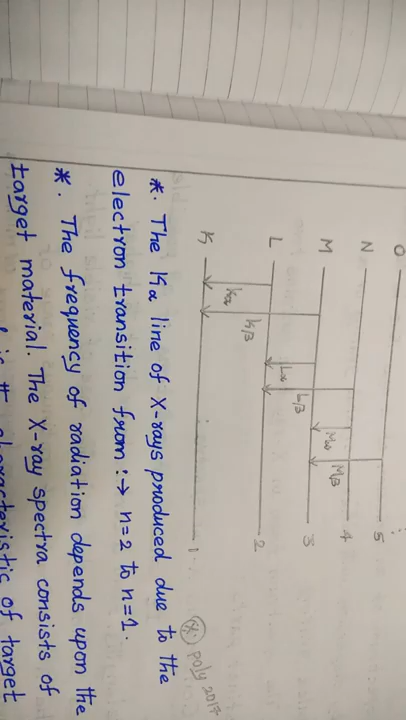 O 5
N 4
M 3
Mα Mβ
L 2
Lα Lβ
K 1
Kα Kβ
poly 2017
*. The Kα line of X-rays produced due to the
electron transition from :→ n=2 to n=1.
*. The frequency of radiation depends upon the
target material. The X-ray spectra consists of
characteristic of target